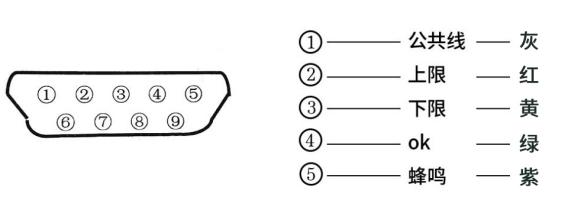 ① ② ③ ④ ⑤
⑥ ⑦ ⑧ ⑨
① 公共线 灰
② 上限 红
③ 下限 黄
④ ok 绿
⑤ 蜂鸣 紫